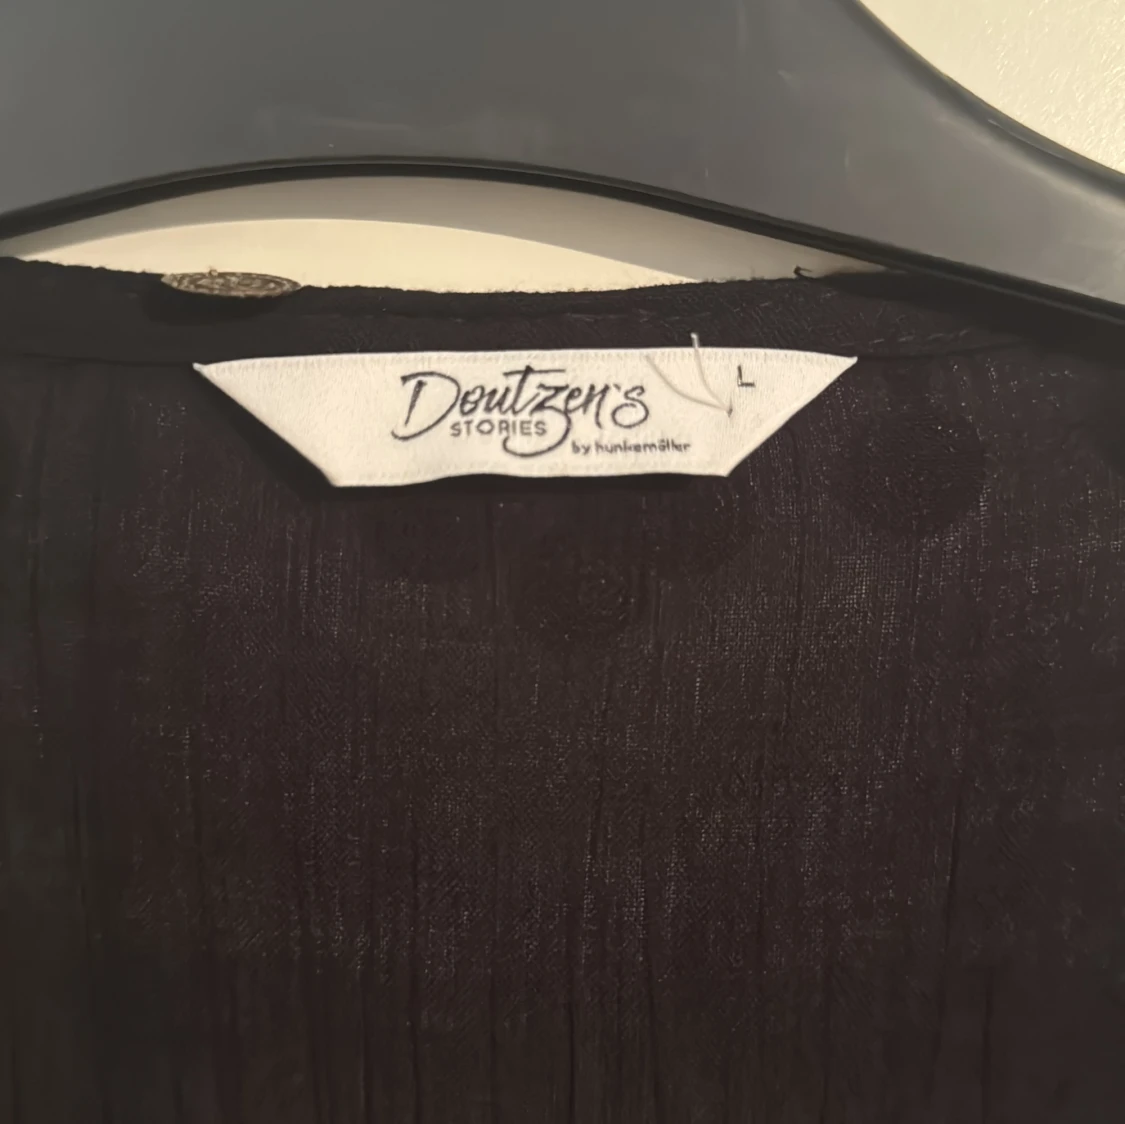 Doutzen's
L
STORIES
by hunkemöller